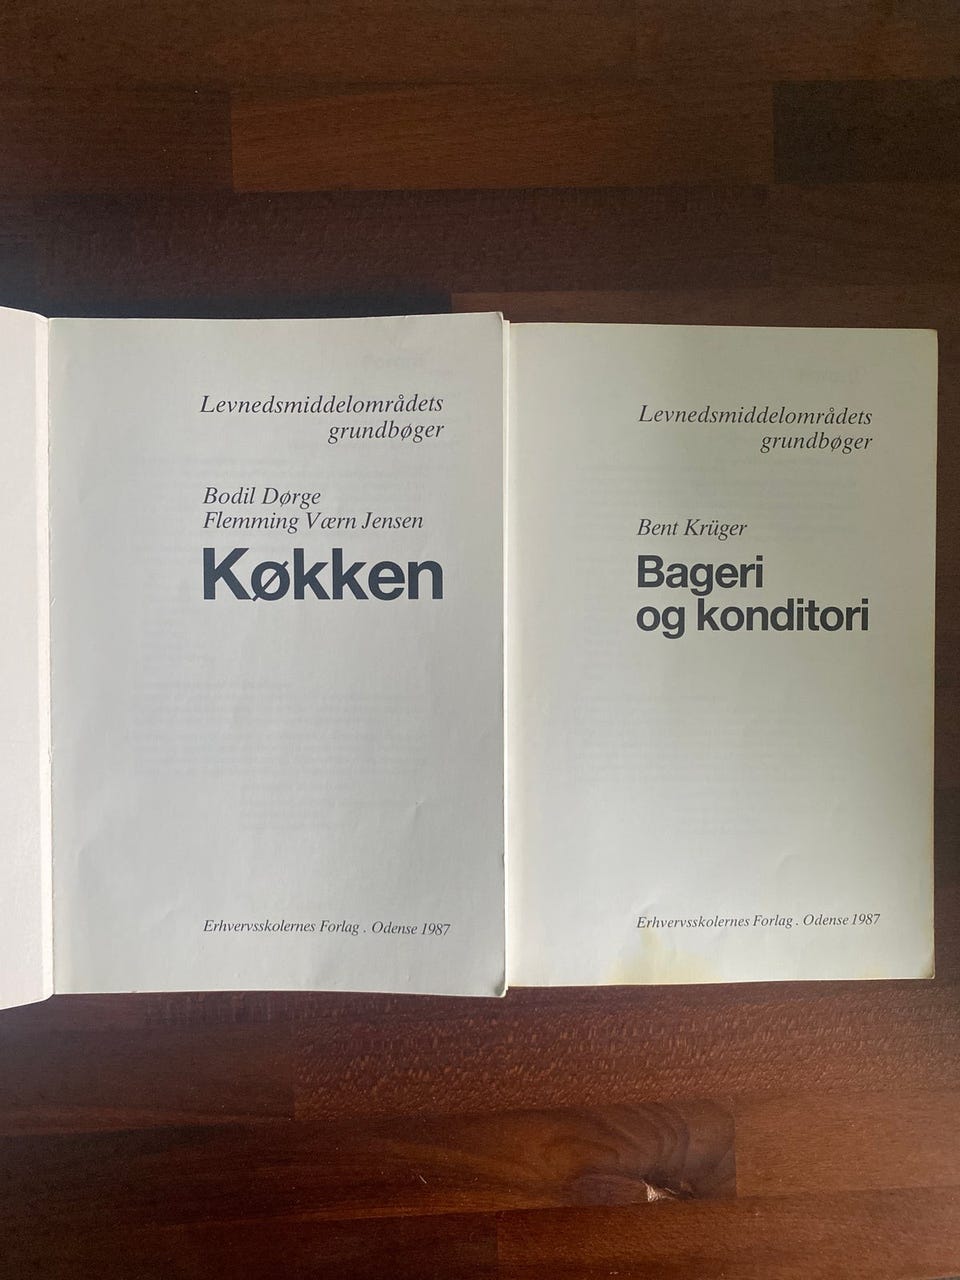 Levnedsmiddelområdets
grundbøger
Bodil Dørge
Flemming Værn Jensen
Køkken
Erhvervsskolernes Forlag . Odense 1987
Levnedsmiddelområdets
grundbøger
Bent Krüger
Bageri
og konditori
Erhvervsskolernes Forlag . Odense 1987